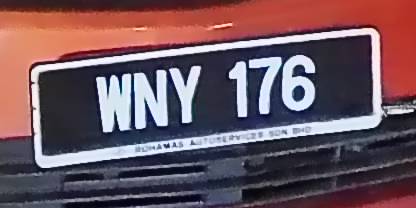 WNY 176
ROHAMAS AUTOSERVICES SDN BHD